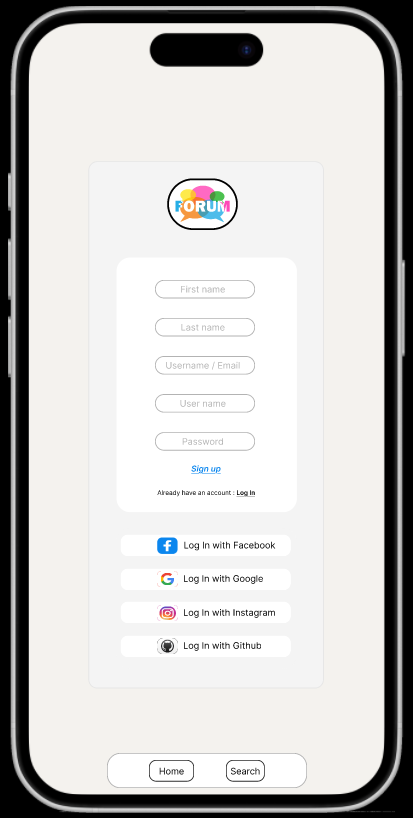 FORUM
First name
Last name
Username / Email
User name
Password
Sign up
Already have an account : Log In
Log In with Facebook
Log In with Google
Log In with Instagram
Log In with Github
Home
Search